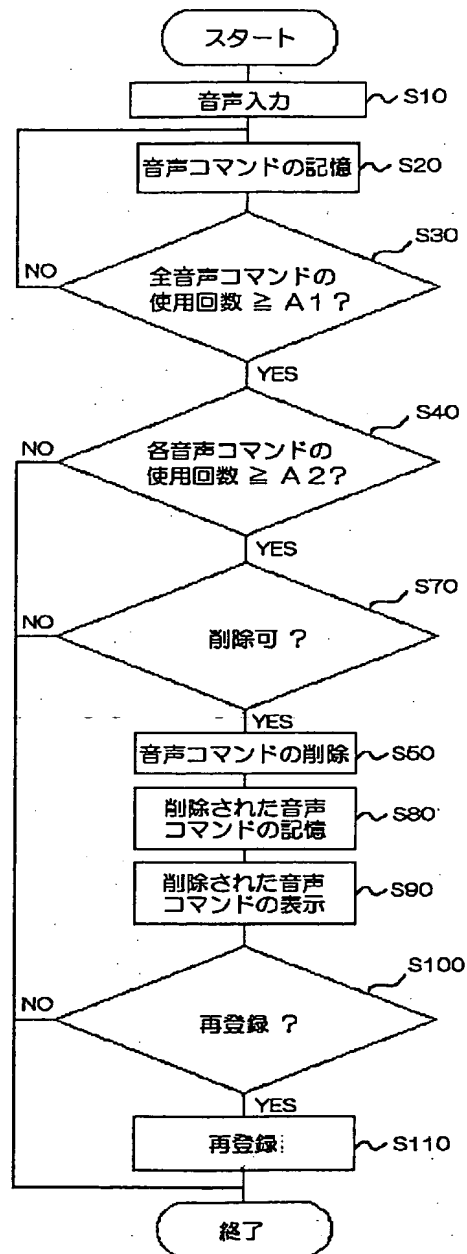 スタート
音声入力
S10
音声コマンドの記憶
S20
S30
NO
全音声コマンドの
使用回数 ≧ A1?
YES
S40
NO
各音声コマンドの
使用回数 ≧ A2?
YES
S70
NO
削除可 ?
YES
音声コマンドの削除
S50
削除された音声
コマンドの記憶
S80
削除された音声
コマンドの表示
S90
S100
NO
再登録 ?
YES
再登録
S110
終了